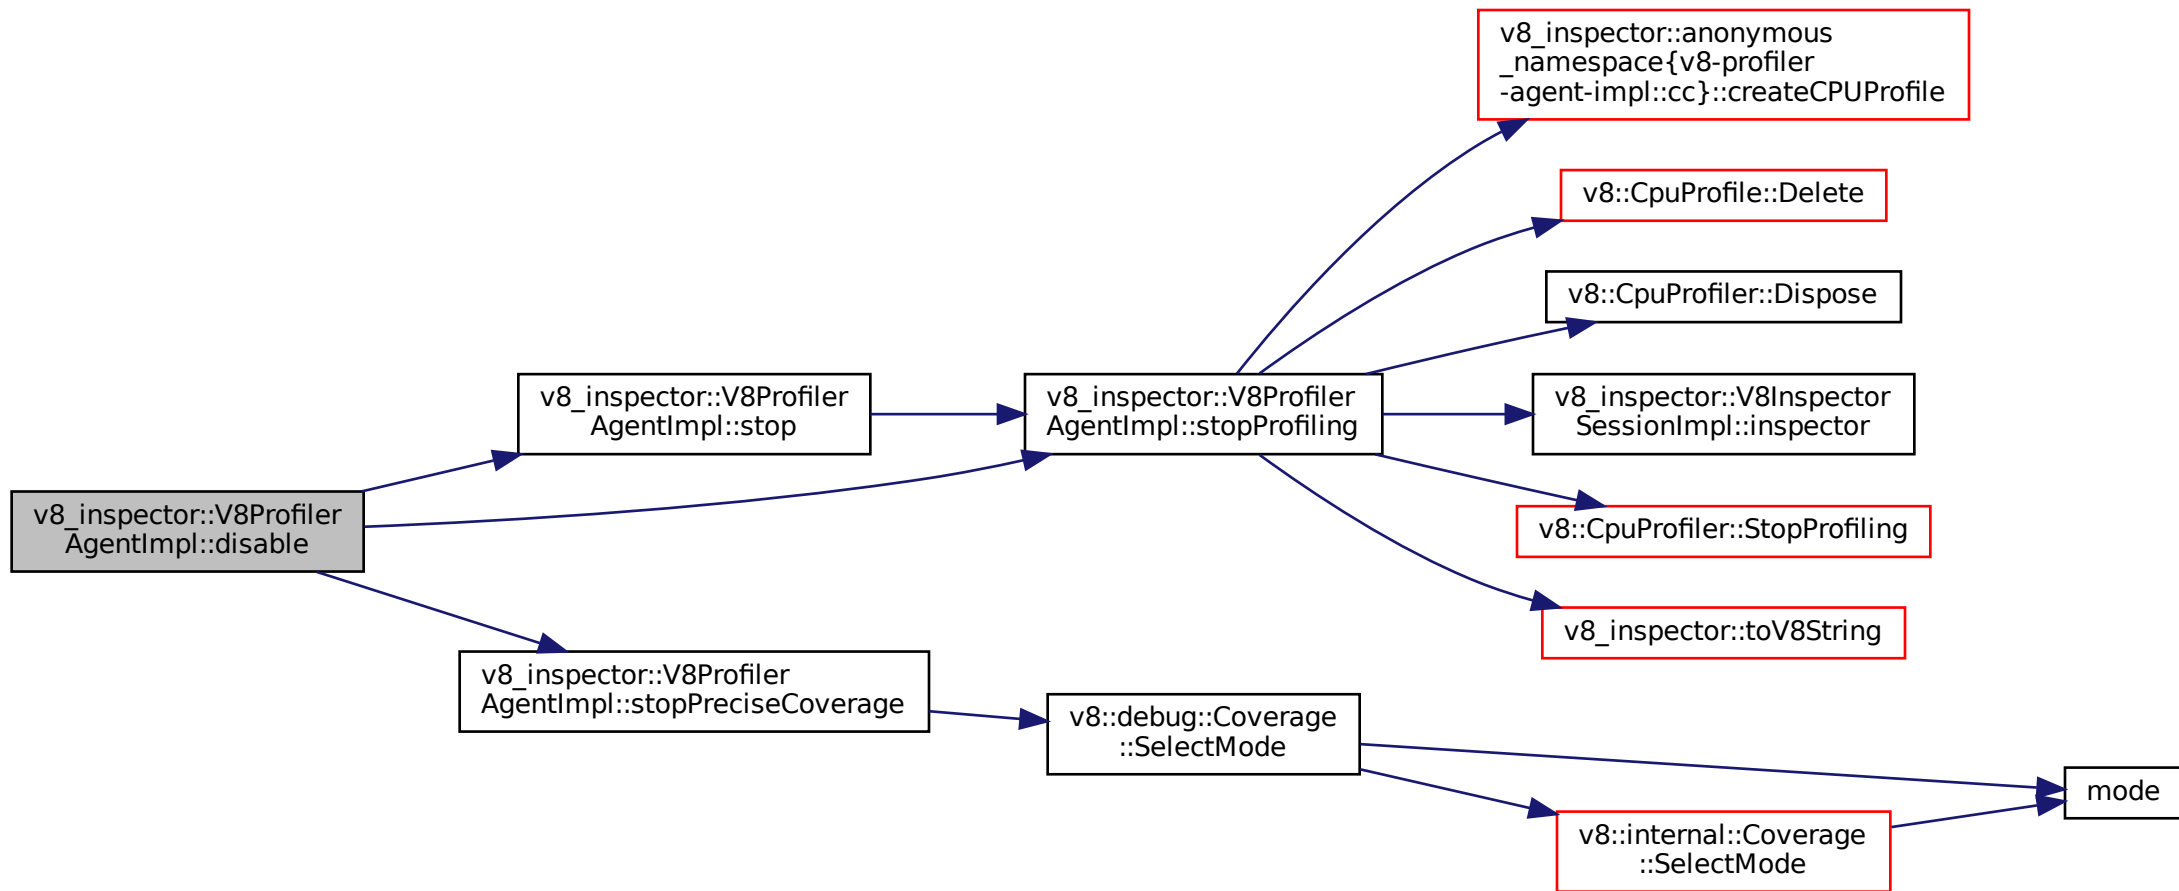 v8_inspector::anonymous
_namespace{v8-profiler
-agent-impl::cc}::createCPUProfile
v8::CpuProfile::Delete
v8::CpuProfiler::Dispose
v8_inspector::V8Profiler
AgentImpl::stop
v8_inspector::V8Profiler
AgentImpl::stopProfiling
v8_inspector::V8Inspector
SessionImpl::inspector
v8_inspector::V8Profiler
AgentImpl::disable
v8::CpuProfiler::StopProfiling
v8_inspector::toV8String
v8_inspector::V8Profiler
AgentImpl::stopPreciseCoverage
v8::debug::Coverage
::SelectMode
mode
v8::internal::Coverage
::SelectMode